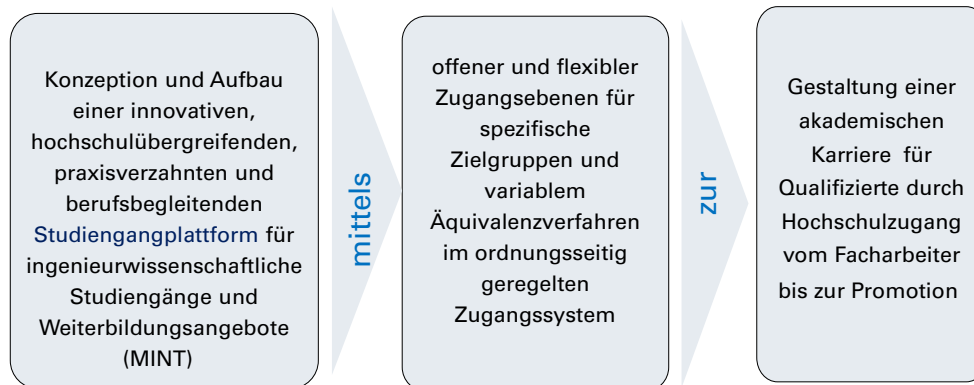 Konzeption und Aufbau
einer innovativen,
hochschulübergreifenden,
praxisverzahnten und
berufsbegleitenden
Studiengangplattform für
ingenieurwissenschaftliche
Studiengänge und
Weiterbildungsangebote
(MINT)
mittels
offener und flexibler
Zugangsebenen für
spezifische
Zielgruppen und
variablem
Äquivalenzverfahren
im ordnungsseitig
geregelten
Zugangssystem
zur
Gestaltung einer
akademischen
Karriere für
Qualifizierte durch
Hochschulzugang
vom Facharbeiter
bis zur Promotion